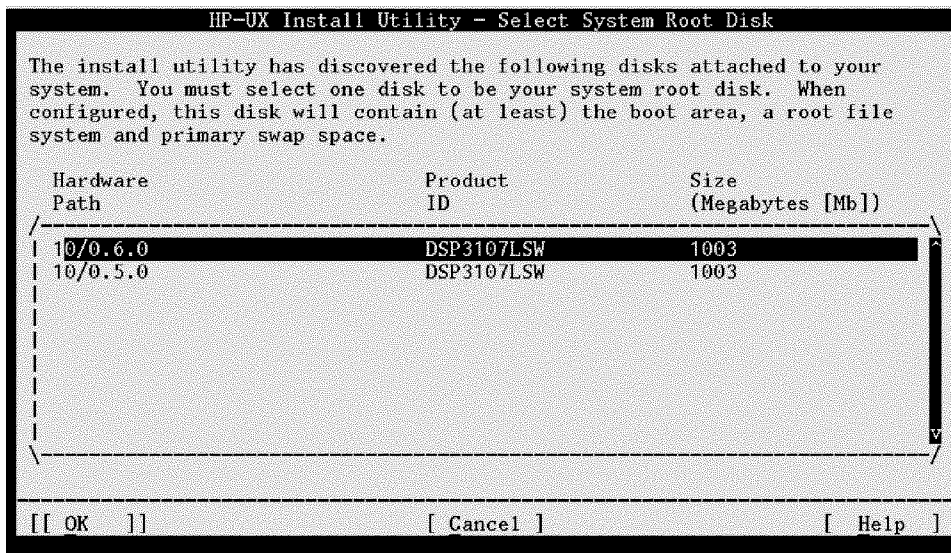 HP-UX Install Utility - Select System Root Disk
The install utility has discovered the following disks attached to your
system. You must select one disk to be your system root disk. When
configured, this disk will contain (at least) the boot area, a root file
system and primary swap space.
Hardware Product Size
Path ID (Megabytes [Mb])
10/0.6.0 DSP3107LSW 1003
10/0.5.0 DSP3107LSW 1003
[[ OK ]] [ Cancel ] [ Help ]